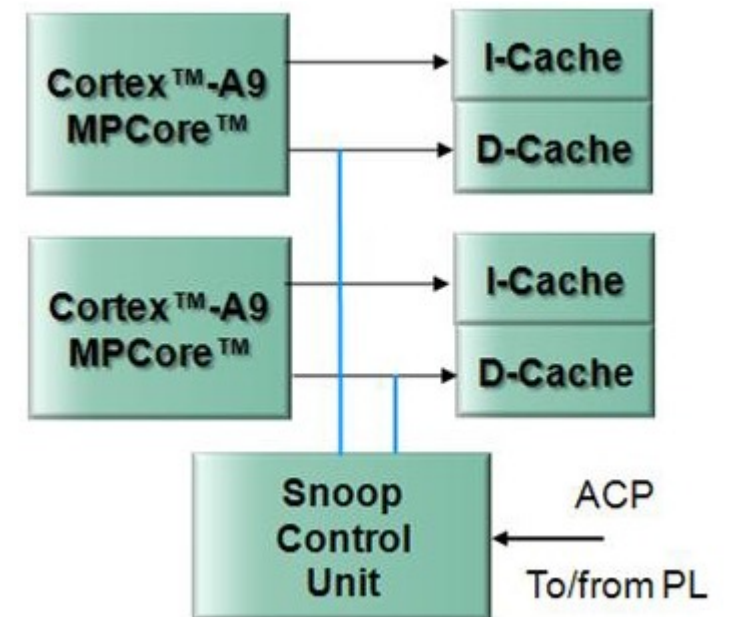 Cortex™-A9
MPCore™
I-Cache
D-Cache
Cortex™-A9
MPCore™
I-Cache
D-Cache
Snoop
Control
Unit
ACP
To/from PL